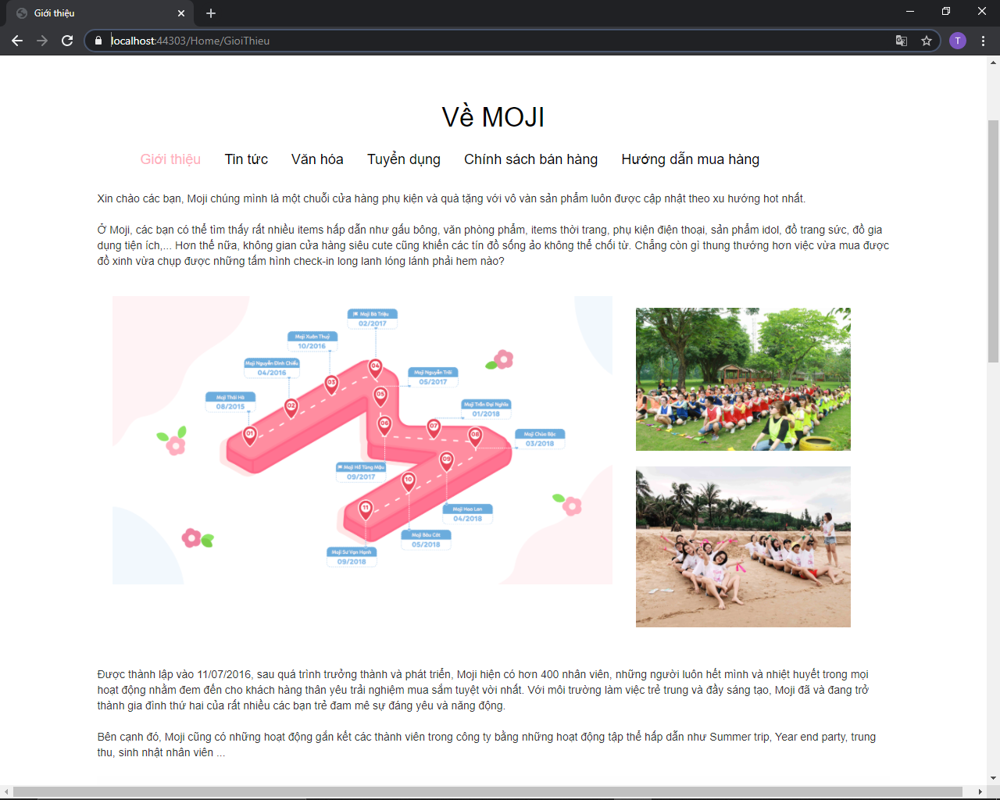 Giới thiệu
localhost:44303/Home/GioiThieu
T
Về MOJI
Giới thiệu Tin tức Văn hóa Tuyển dụng Chính sách bán hàng Hướng dẫn mua hàng
Xin chào các bạn, Moji chúng mình là một chuỗi cửa hàng phụ kiện và quà tặng với vô vàn sản phẩm luôn được cập nhật theo xu hướng hot nhất.
Ở Moji, các bạn có thể tìm thấy rất nhiều items hấp dẫn như gấu bông, văn phòng phẩm, items thời trang, phụ kiện điện thoại, sản phẩm idol, đồ trang sức, đồ gia
dụng tiện ích,... Hơn thế nữa, không gian cửa hàng siêu cute cũng khiến các tín đồ sống ảo không thể chối từ. Chẳng còn gì thung thướng hơn việc vừa mua được
đồ xinh vừa chụp được những tấm hình check-in long lanh lóng lánh phải hem nào?
Moji Bà Triệu
02/2017
Moji Xuân Thuỷ
10/2016
Moji Nguyễn Đình Chiểu
04/2016
Moji Nguyễn Trãi
05/2017
Moji Thái Hà
08/2015
Moji Trần Đại Nghĩa
01/2018
Moji Chùa Bộc
03/2018
Moji Hồ Tùng Mậu
09/2017
Moji Hoa Lan
04/2018
Moji Bàu Cát
05/2018
Moji Sư Vạn Hạnh
09/2018
01
02
03
04
05
06
07
08
09
10
11
Được thành lập vào 11/07/2016, sau quá trình trưởng thành và phát triển, Moji hiện có hơn 400 nhân viên, những người luôn hết mình và nhiệt huyết trong mọi
hoạt động nhằm đem đến cho khách hàng thân yêu trải nghiệm mua sắm tuyệt vời nhất. Với môi trường làm việc trẻ trung và đầy sáng tạo, Moji đã và đang trở
thành gia đình thứ hai của rất nhiều các bạn trẻ đam mê sự đáng yêu và năng động.
Bên cạnh đó, Moji cũng có những hoạt động gắn kết các thành viên trong công ty bằng những hoạt động tập thể hấp dẫn như Summer trip, Year end party, trung
thu, sinh nhật nhân viên ...